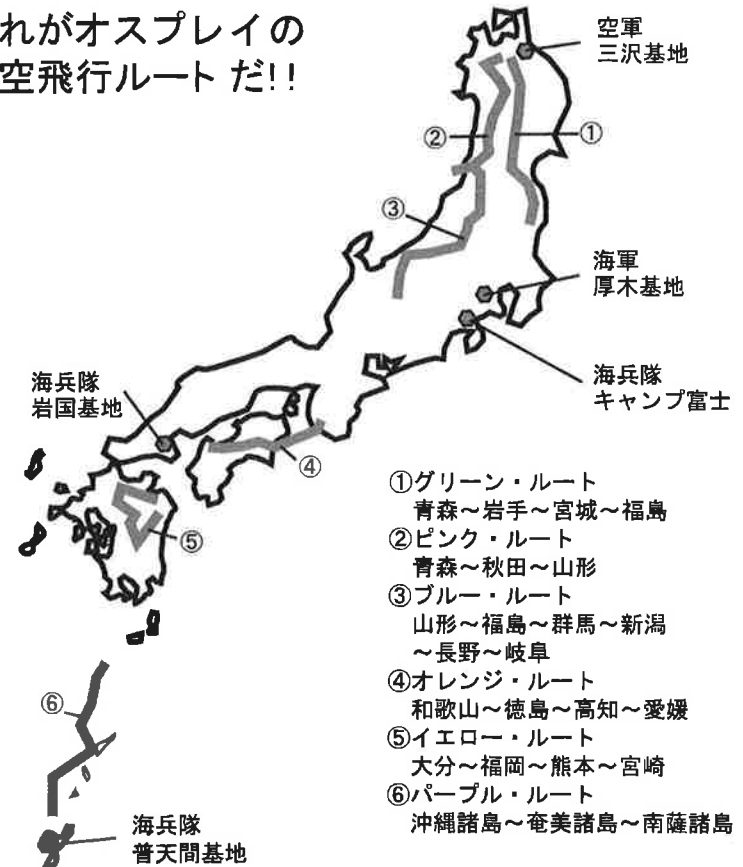 れがオスプレイの
空飛行ルートだ!!
空軍
三沢基地
②
①
③
海軍
厚木基地
海兵隊
岩国基地
海兵隊
キャンプ富士
④
⑤
①グリーン・ルート
青森～岩手～宮城～福島
②ピンク・ルート
青森～秋田～山形
③ブルー・ルート
山形～福島～群馬～新潟
～長野～岐阜
④オレンジ・ルート
和歌山～徳島～高知～愛媛
⑤イエロー・ルート
大分～福岡～熊本～宮崎
⑥パープル・ルート
沖縄諸島～奄美諸島～南薩諸島
⑥
海兵隊
普天間基地